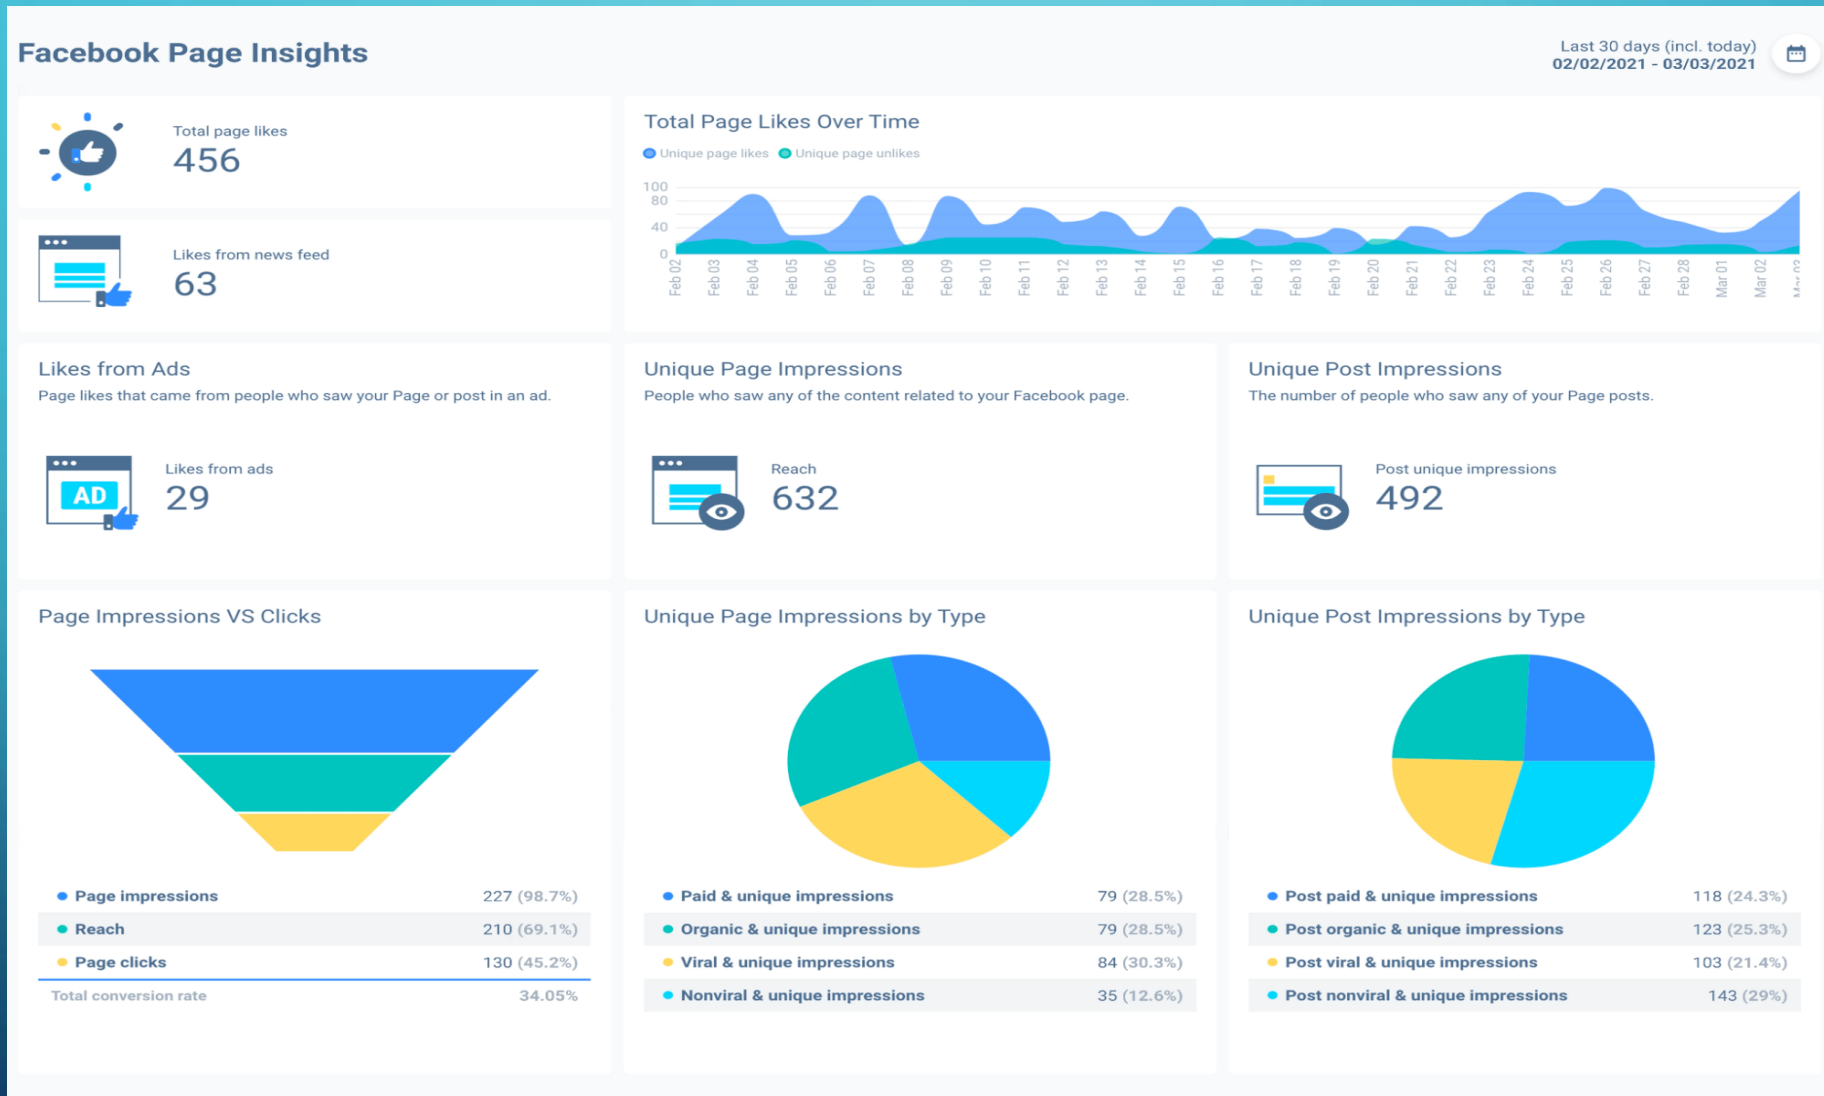 Facebook Page Insights
Last 30 days (incl. today)
02/02/2021 - 03/03/2021
Total page likes
456
Likes from news feed
63
Total Page Likes Over Time
Unique page likes Unique page unlikes
100
80
40
0
Feb 02 Feb 03 Feb 04 Feb 05 Feb 06 Feb 07 Feb 08 Feb 09 Feb 10 Feb 11 Feb 12 Feb 13 Feb 14 Feb 15 Feb 16 Feb 17 Feb 18 Feb 19 Feb 20 Feb 21 Feb 22 Feb 23 Feb 24 Feb 25 Feb 26 Feb 27 Feb 28 Mar 01 Mar 02
Likes from Ads
Page likes that came from people who saw your Page or post in an ad.
AD
Likes from ads
29
Unique Page Impressions
People who saw any of the content related to your Facebook page.
Reach
632
Unique Post Impressions
The number of people who saw any of your Page posts.
Post unique impressions
492
Page Impressions VS Clicks
Page impressions 227 (98.7%)
Reach 210 (69.1%)
Page clicks 130 (45.2%)
Total conversion rate 34.05%
Unique Page Impressions by Type
Paid & unique impressions 79 (28.5%)
Organic & unique impressions 79 (28.5%)
Viral & unique impressions 84 (30.3%)
Nonviral & unique impressions 35 (12.6%)
Unique Post Impressions by Type
Post paid & unique impressions 118 (24.3%)
Post organic & unique impressions 123 (25.3%)
Post viral & unique impressions 103 (21.4%)
Post nonviral & unique impressions 143 (29%)